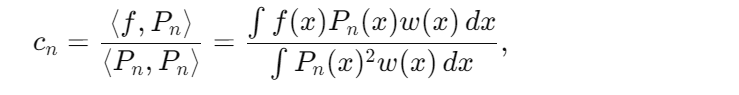 c_n = \frac{\langle f, P_n \rangle}{\langle P_n, P_n \rangle} = \frac{\int f(x) P_n(x) w(x) \, dx}{\int P_n(x)^2 w(x) \, dx},